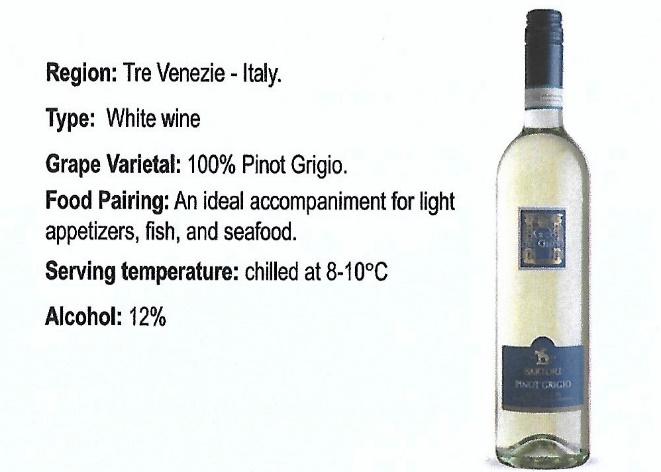 Region: Tre Venezie - Italy.
Type: White wine
Grape Varietal: 100% Pinot Grigio.
Food Pairing: An ideal accompaniment for light
appetizers, fish, and seafood.
Serving temperature: chilled at 8-10°C
Alcohol: 12%
SARTORI
PINOT GRIGIO